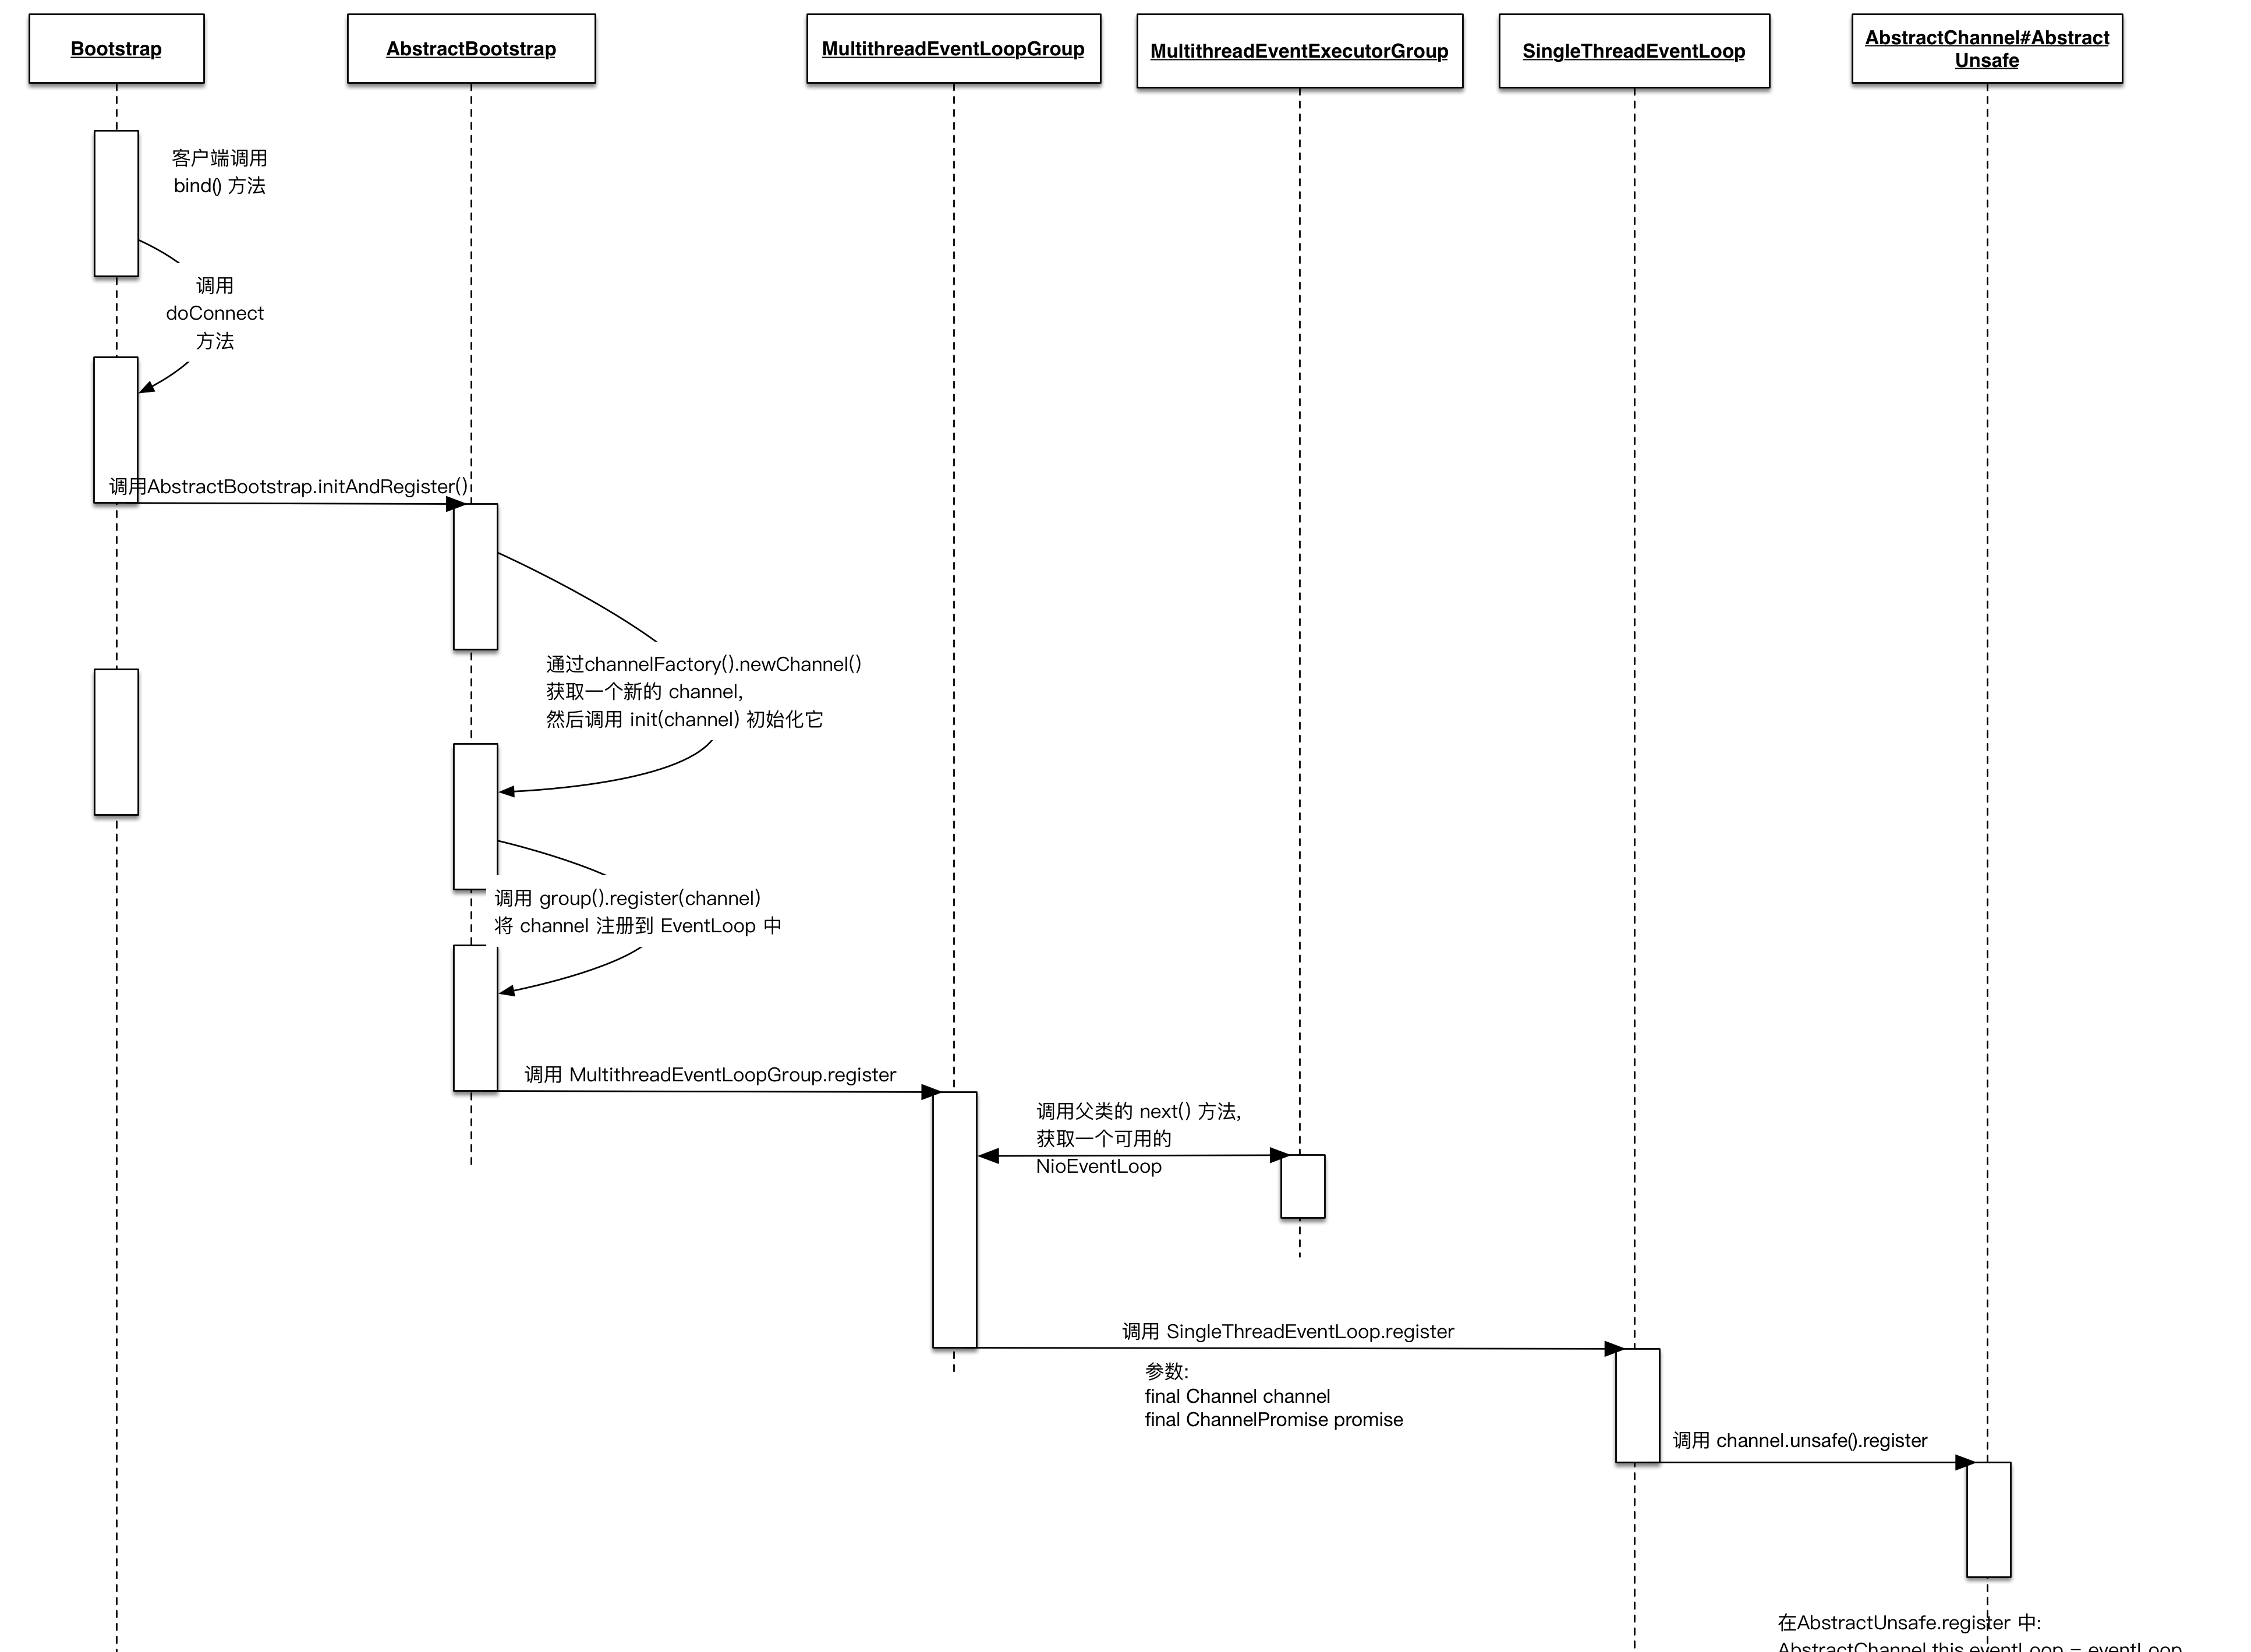 Bootstrap
AbstractBootstrap
MultithreadEventLoopGroup
MultithreadEventExecutorGroup
SingleThreadEventLoop
AbstractChannel#Abstract
Unsafe
客户端调用
bind() 方法
调用
doConnect
方法
调用AbstractBootstrap.initAndRegister()
通过channelFactory().newChannel()
获取一个新的 channel,
然后调用 init(channel) 初始化它
调用 group().register(channel)
将 channel 注册到 EventLoop 中
调用 MultithreadEventLoopGroup.register
调用父类的 next() 方法,
获取一个可用的
NioEventLoop
调用 SingleThreadEventLoop.register
参数:
final Channel channel
final ChannelPromise promise
调用 channel.unsafe().register
在AbstractUnsafe.register 中:
AbstractChannel.this.eventLoop = eventLoop